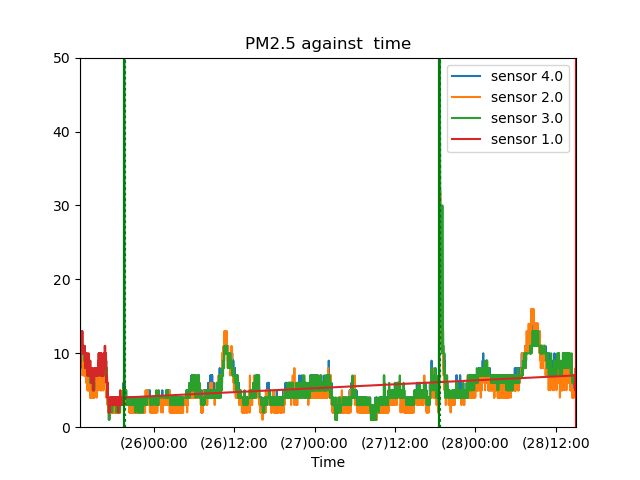 PM2.5 against  time
50
40
30
20
10
0
sensor 4.0
sensor 2.0
sensor 3.0
sensor 1.0
(26)00:00 (26)12:00 (27)00:00 (27)12:00 (28)00:00 (28)12:00
Time